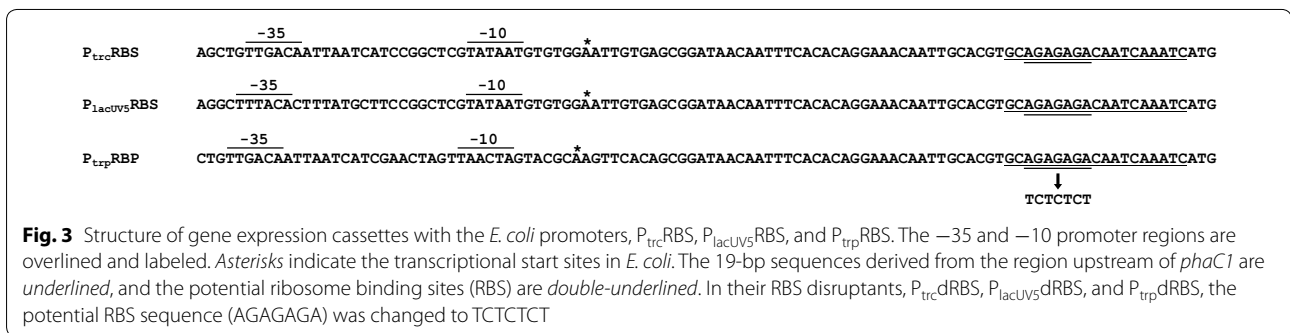 -35 -10 *
PtrcRBS AGCTGTTGACAATTAATCATCCGGCTCGTATAATGTGTGGAATTGTGAGCGGATAACAATTTCACACAGGAAACAATTGCACGTGCAGAGAGACAATCAAATCATG
-35 -10 *
PlacUV5RBS AGGCTTTACACTTTATGCTTCCGGCTCGTATAATGTGTGGAATTGTGAGCGGATAACAATTTCACACAGGAAACAATTGCACGTGCAGAGAGACAATCAAATCATG
-35 -10 *
PtrpRBP CTGTTGACAATTAATCATCGAACTAGTTAACTAGTACGCAAGTTCACAGCGGATAACAATTTCACACAGGAAACAATTGCACGTGCAGAGAGACAATCAAATCATG
TCTCTCT
Fig. 3 Structure of gene expression cassettes with the E. coli promoters, PtrcRBS, PlacUV5RBS, and PtrpRBS. The −35 and −10 promoter regions are
overlined and labeled. Asterisks indicate the transcriptional start sites in E. coli. The 19-bp sequences derived from the region upstream of phaC1 are
underlined, and the potential ribosome binding sites (RBS) are double-underlined. In their RBS disruptants, PtrcdRBS, PlacUV5dRBS, and PtrpdRBS, the
potential RBS sequence (AGAGAGA) was changed to TCTCTCT